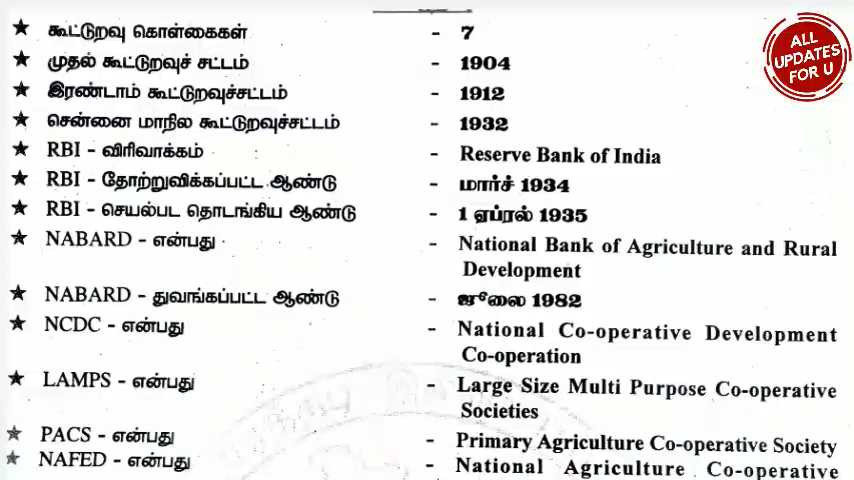 ★ கூட்டுறவு கொள்கைகள் - 7
★ முதல் கூட்டுறவுச் சட்டம் - 1904
★ இரண்டாம் கூட்டுறவுச்சட்டம் - 1912
★ சென்னை மாநில கூட்டுறவுச்சட்டம் - 1932
★ RBI - விரிவாக்கம் - Reserve Bank of India
★ RBI - தோற்றுவிக்கப்பட்ட ஆண்டு - மார்ச் 1934
★ RBI - செயல்பட தொடங்கிய ஆண்டு - 1 ஏப்ரல் 1935
★ NABARD - என்பது - National Bank of Agriculture and Rural
Development
★ NABARD - துவங்கப்பட்ட ஆண்டு - ஜூலை 1982
★ NCDC - என்பது - National Co-operative Development
Co-operation
★ LAMPS - என்பது - Large Size Multi Purpose Co-operative
Societies
★ PACS - என்பது - Primary Agriculture Co-operative Society
★ NAFED - என்பது - National Agriculture Co-operative
ALL
UPDATES
FOR U